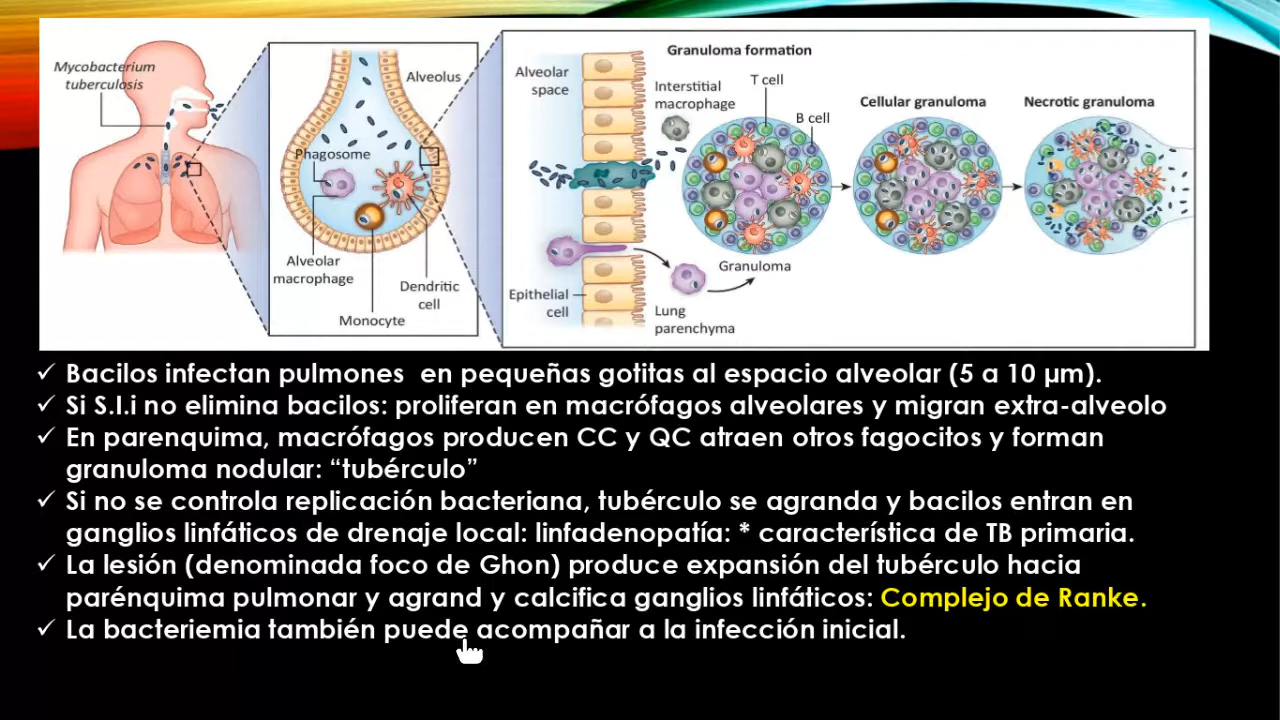 Mycobacterium
tuberculosis
Alveolus
Phagosome
Alveolar
macrophage
Dendritic
cell
Monocyte
Granuloma formation
Alveolar
space
Interstitial
macrophage
T cell
B cell
Cellular granuloma
Necrotic granuloma
Granuloma
Epithelial
cell
Lung
parenchyma
✓ Bacilos infectan pulmones en pequeñas gotitas al espacio alveolar (5 a 10 µm).
✓ Si S.I.i no elimina bacilos: proliferan en macrófagos alveolares y migran extra-alveolo
✓ En parenquima, macrófagos producen CC y QC atraen otros fagocitos y forman
granuloma nodular: “tubérculo”
✓ Si no se controla replicación bacteriana, tubérculo se agranda y bacilos entran en
ganglios linfáticos de drenaje local: linfadenopatía: * característica de TB primaria.
✓ La lesión (denominada foco de Ghon) produce expansión del tubérculo hacia
parénquima pulmonar y agrand y calcifica ganglios linfáticos: Complejo de Ranke.
✓ La bacteriemia también puede acompañar a la infección inicial.